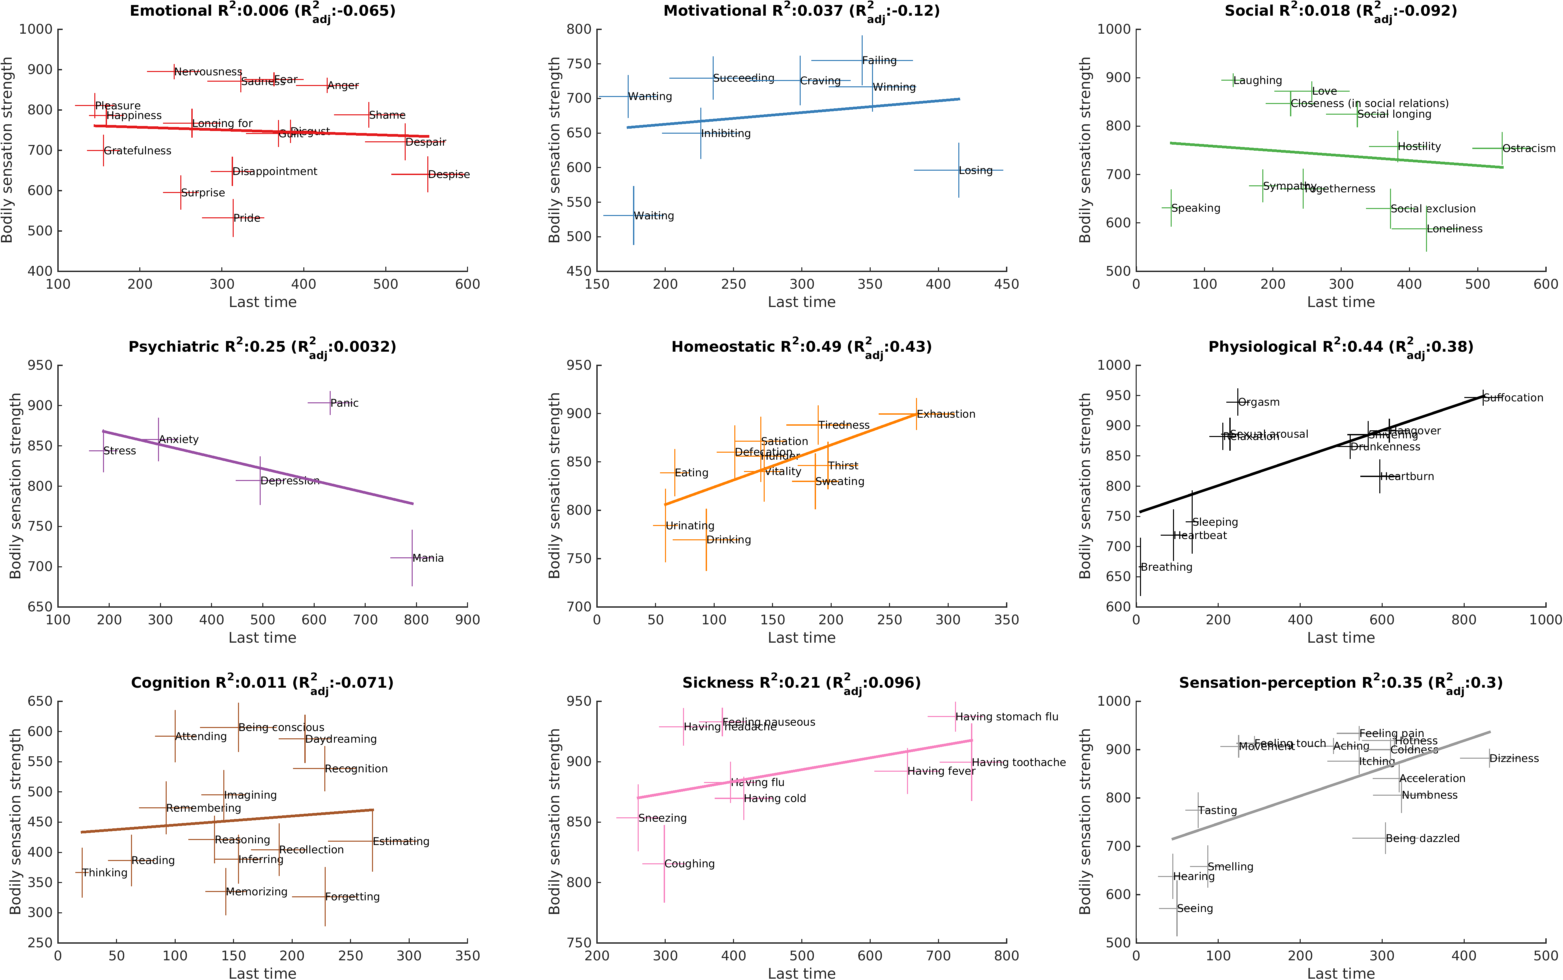 Emotional R²:0.006 (R²adj:-0.065)
Bodily sensation strength
1000
900
800
700
600
500
400
Nervousness
Sadness
Fear
Anger
Pleasure
Happiness
Longing for
Guilt
Disgust
Shame
Despair
Gratefulness
Disappointment
Despise
Surprise
Pride
100 200 300 400 500 600
Last time
Motivational R²:0.037 (R²adj:-0.12)
Bodily sensation strength
800
750
700
650
600
550
500
450
Failing
Succeeding
Craving
Winning
Wanting
Inhibiting
Losing
Waiting
150 200 250 300 350 400 450
Last time
Social R²:0.018 (R²adj:-0.092)
Bodily sensation strength
1000
900
800
700
600
500
Laughing
Love
Closeness (in social relations)
Social longing
Hostility
Ostracism
Sympathy
Togetherness
Speaking
Social exclusion
Loneliness
0 100 200 300 400 500 600
Last time
Psychiatric R²:0.25 (R²adj:0.0032)
Bodily sensation strength
950
900
850
800
750
700
650
Panic
Anxiety
Stress
Depression
Mania
100 200 300 400 500 600 700 800 900
Last time
Homeostatic R²:0.49 (R²adj:0.43)
Bodily sensation strength
950
900
850
800
750
700
Exhaustion
Tiredness
Satiation
Defecation
Hunger
Thirst
Eating
Vitality
Sweating
Urinating
Drinking
0 50 100 150 200 250 300 350
Last time
Physiological R²:0.44 (R²adj:0.38)
Bodily sensation strength
1000
950
900
850
800
750
700
650
600
Suffocation
Orgasm
Sexual arousal
Relaxation
Hangover
Shivering
Drunkenness
Heartburn
Sleeping
Heartbeat
Breathing
0 200 400 600 800 1000
Last time
Cognition R²:0.011 (R²adj:-0.071)
Bodily sensation strength
650
600
550
500
450
400
350
300
250
Being conscious
Attending
Daydreaming
Recognition
Imagining
Remembering
Reasoning
Estimating
Recollection
Reading
Inferring
Thinking
Memorizing
Forgetting
0 50 100 150 200 250 300 350
Last time
Sickness R²:0.21 (R²adj:0.096)
Bodily sensation strength
950
900
850
800
750
Having stomach flu
Feeling nauseous
Having headache
Having toothache
Having fever
Having flu
Having cold
Sneezing
Coughing
200 300 400 500 600 700 800
Last time
Sensation-perception R²:0.35 (R²adj:0.3)
Bodily sensation strength
1000
900
800
700
600
500
Feeling pain
Hotness
Feeling touch
Movement
Aching
Coldness
Dizziness
Itching
Acceleration
Numbness
Tasting
Being dazzled
Smelling
Hearing
Seeing
0 100 200 300 400 500
Last time